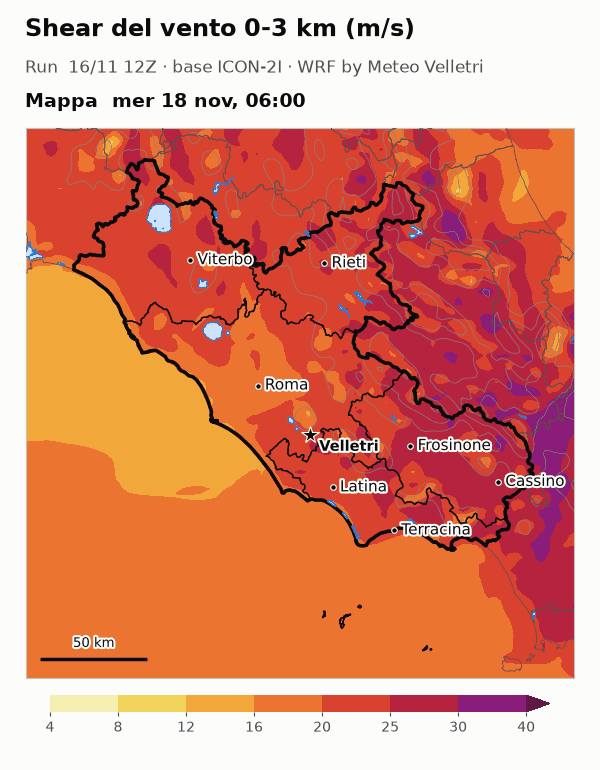 Shear del vento 0-3 km (m/s)
Run  16/11 12Z · base ICON-2I · WRF by Meteo Velletri
Mappa  mer 18 nov, 06:00
Viterbo
Rieti
Roma
Velletri
Frosinone
Latina
Cassino
Terracina
50 km
4 8 12 16 20 25 30 40